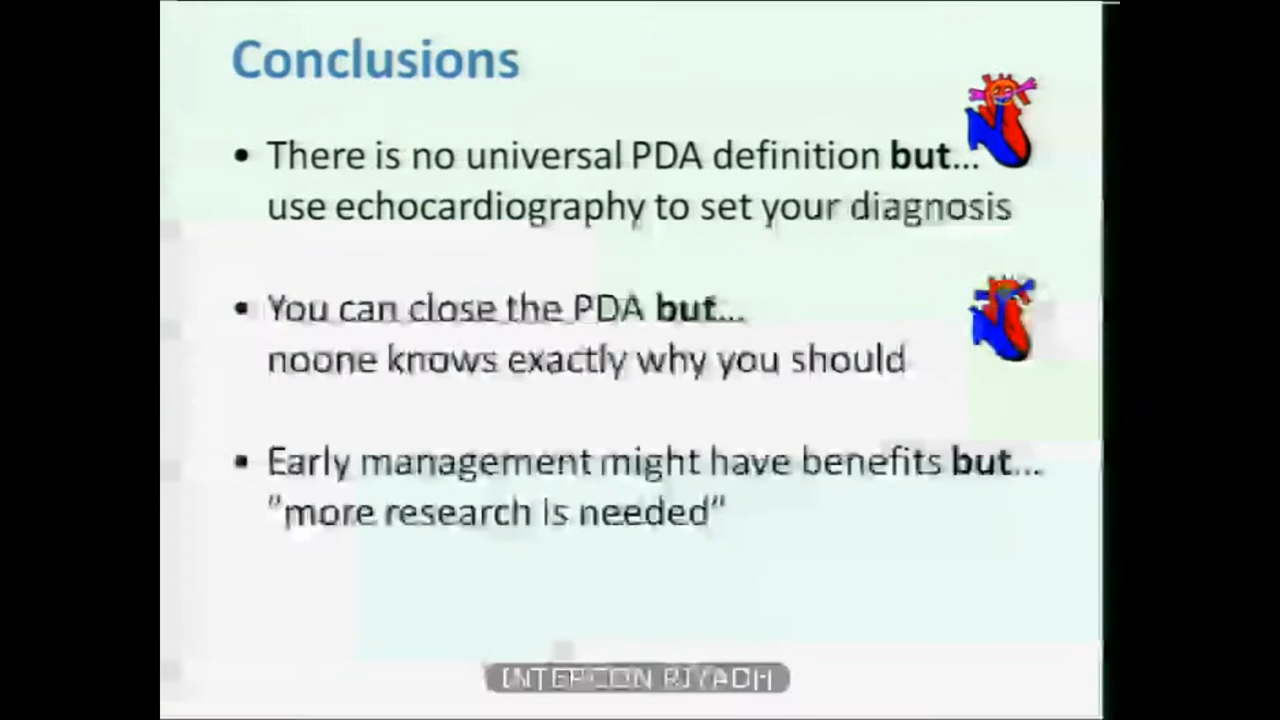 Conclusions
• There is no universal PDA definition but...
use echocardiography to set your diagnosis
• You can close the PDA but...
noone knows exactly why you should
▪ Early management might have benefits but...
"more research is needed"
INTERCON RIYADH